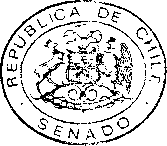 REPUBLICA DE CHILE
SENADO